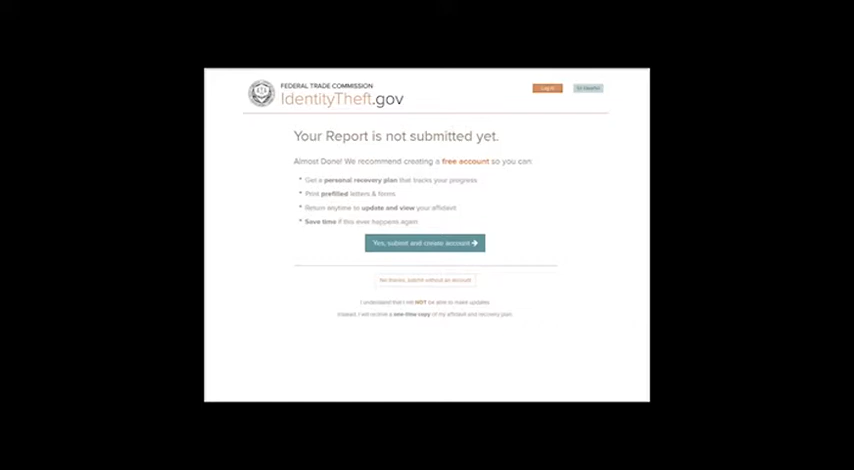 FEDERAL TRADE COMMISSION
IdentityTheft.gov
Log In
En Español
Your Report is not submitted yet.
Almost Done! We recommend creating a free account so you can:
• Get a personal recovery plan that tracks your progress
• Print prefilled letters & forms
• Return anytime to update and view your affidavit
• Save time if this ever happens again
Yes, submit and create account →
No thanks, submit without an account
I understand that I will NOT be able to make updates.
Instead, I will receive a one-time copy of my affidavit and recovery plan.